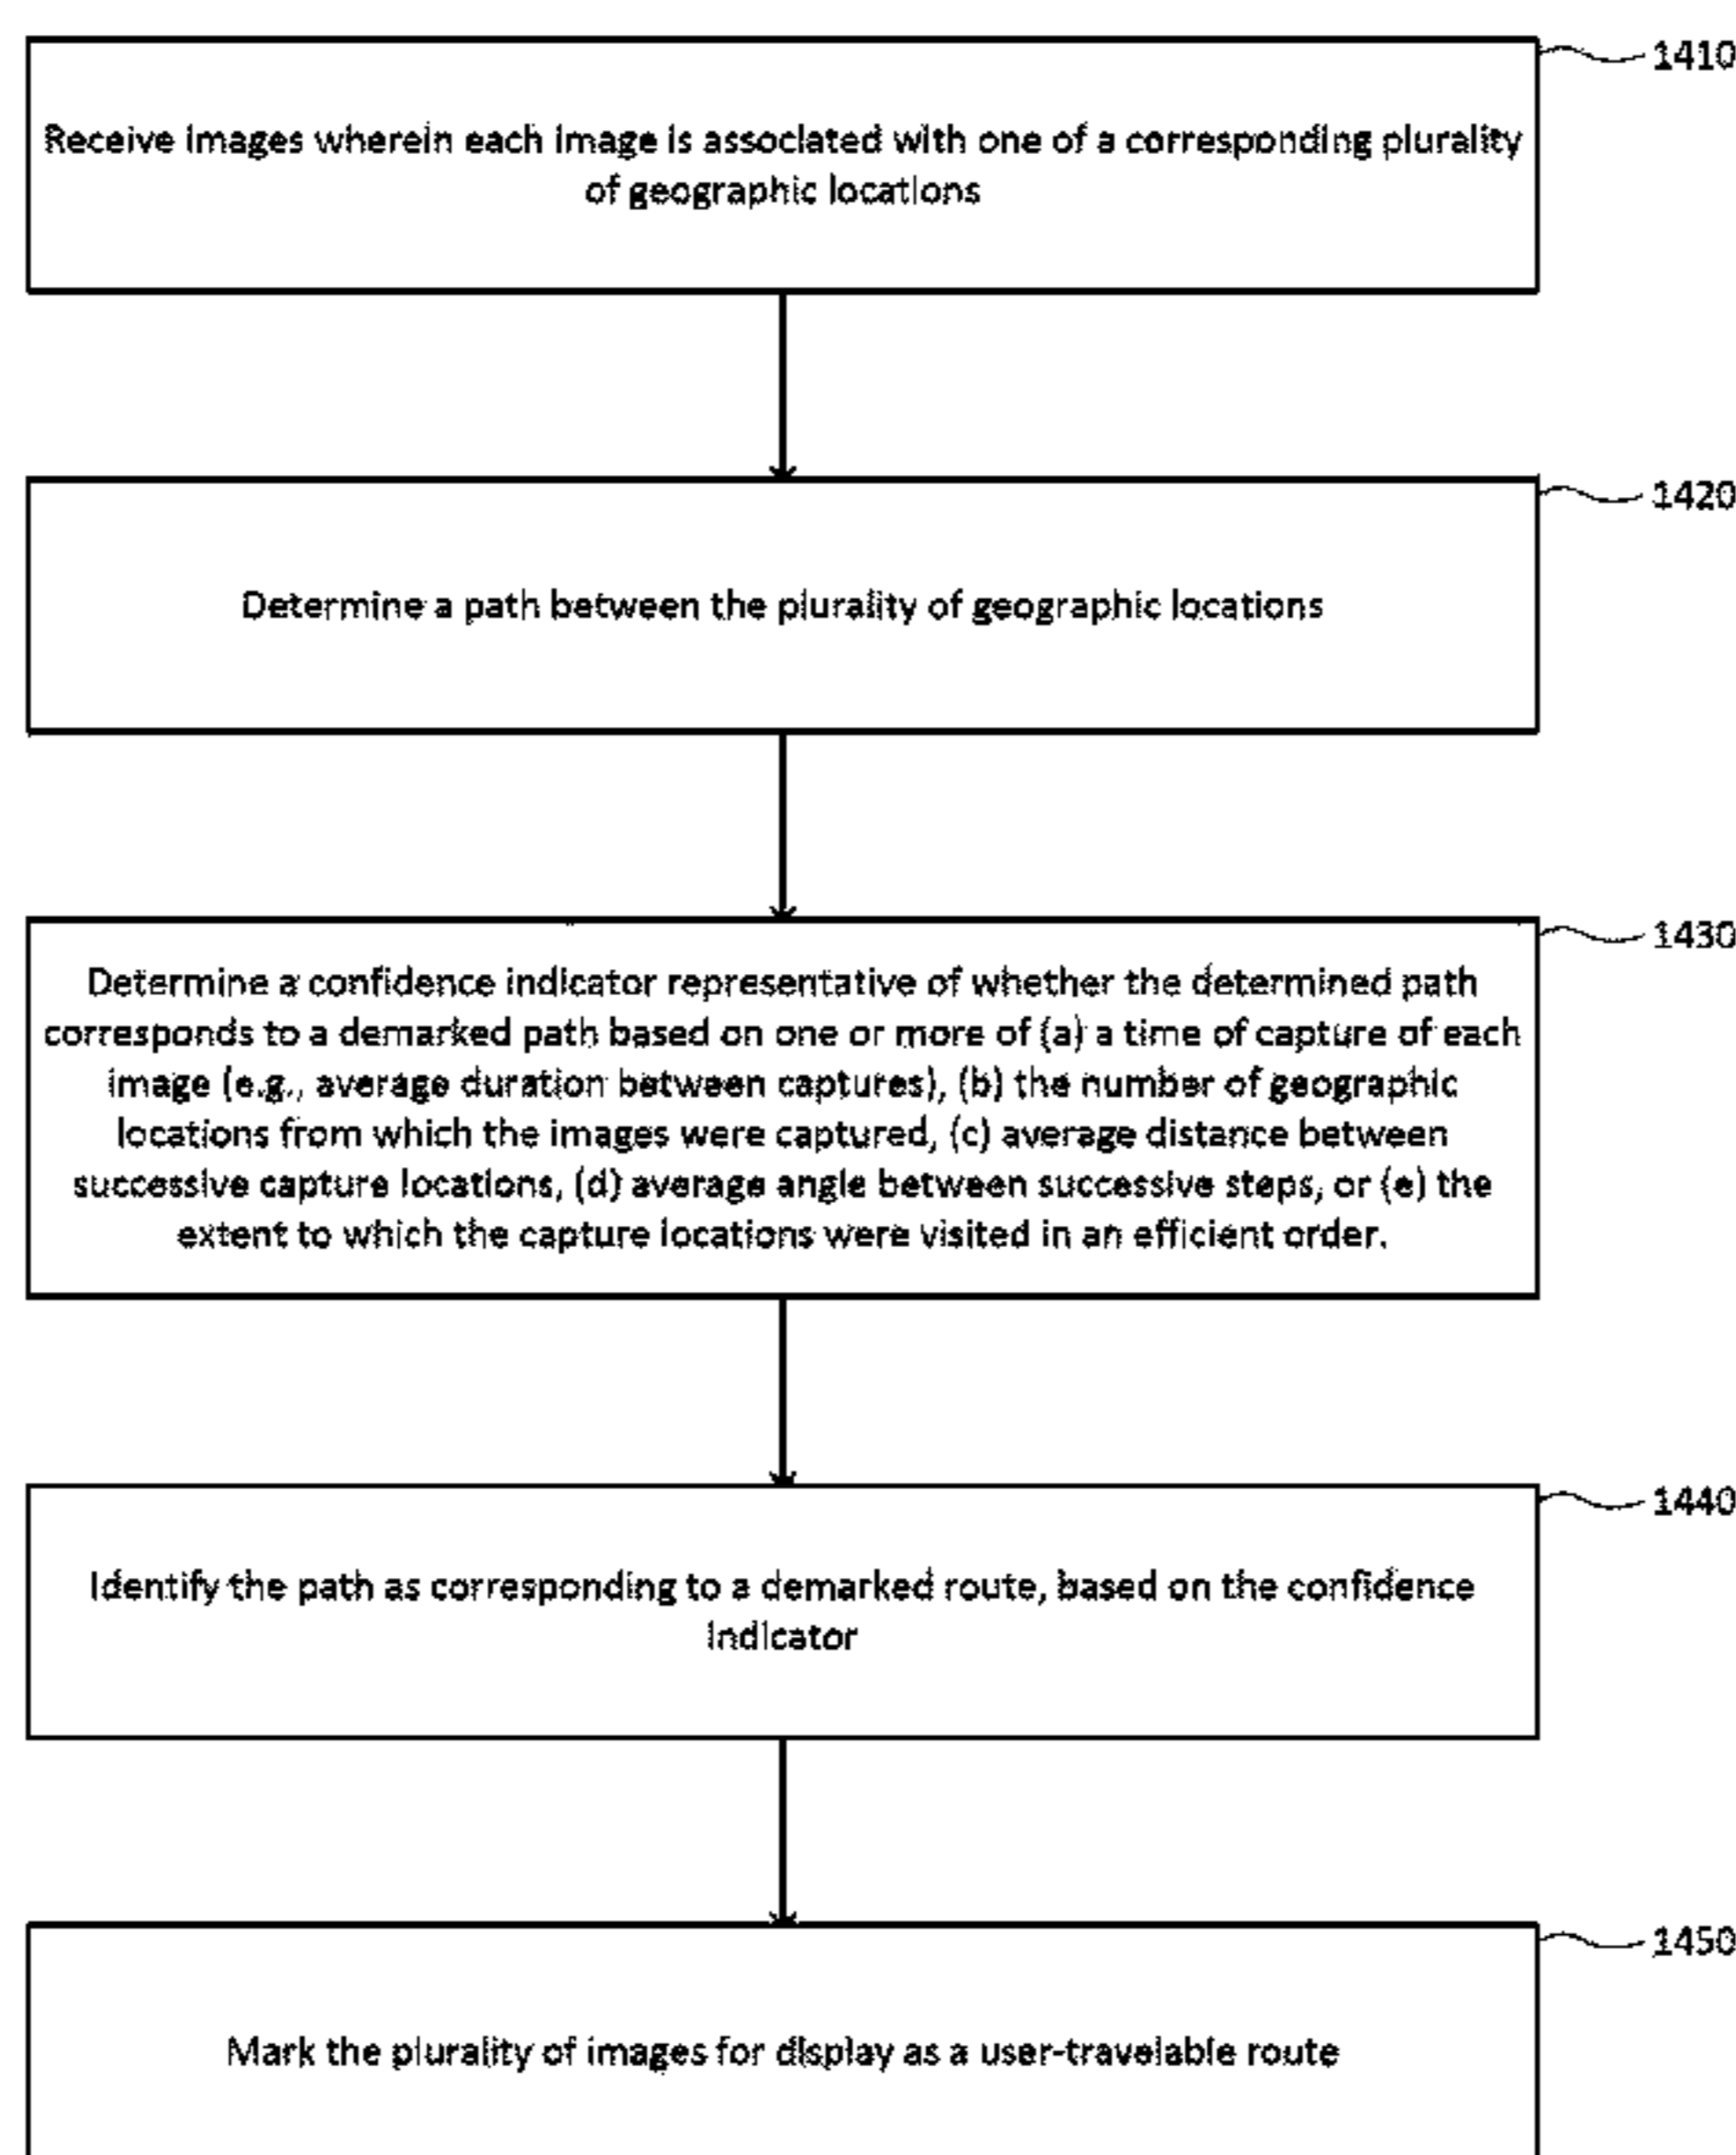 1410
Receive images wherein each image is associated with one of a corresponding plurality
of geographic locations
1420
Determine a path between the plurality of geographic locations
1430
Determine a confidence indicator representative of whether the determined path
corresponds to a demarked path based on one or more of (a) a time of capture of each
image (e.g., average duration between captures), (b) the number of geographic
locations from which the images were captured, (c) average distance between
successive capture locations, (d) average angle between successive steps, or (e) the
extent to which the capture locations were visited in an efficient order.
1440
Identify the path as corresponding to a demarked route, based on the confidence
indicator
1450
Mark the plurality of images for display as a user-travelable route